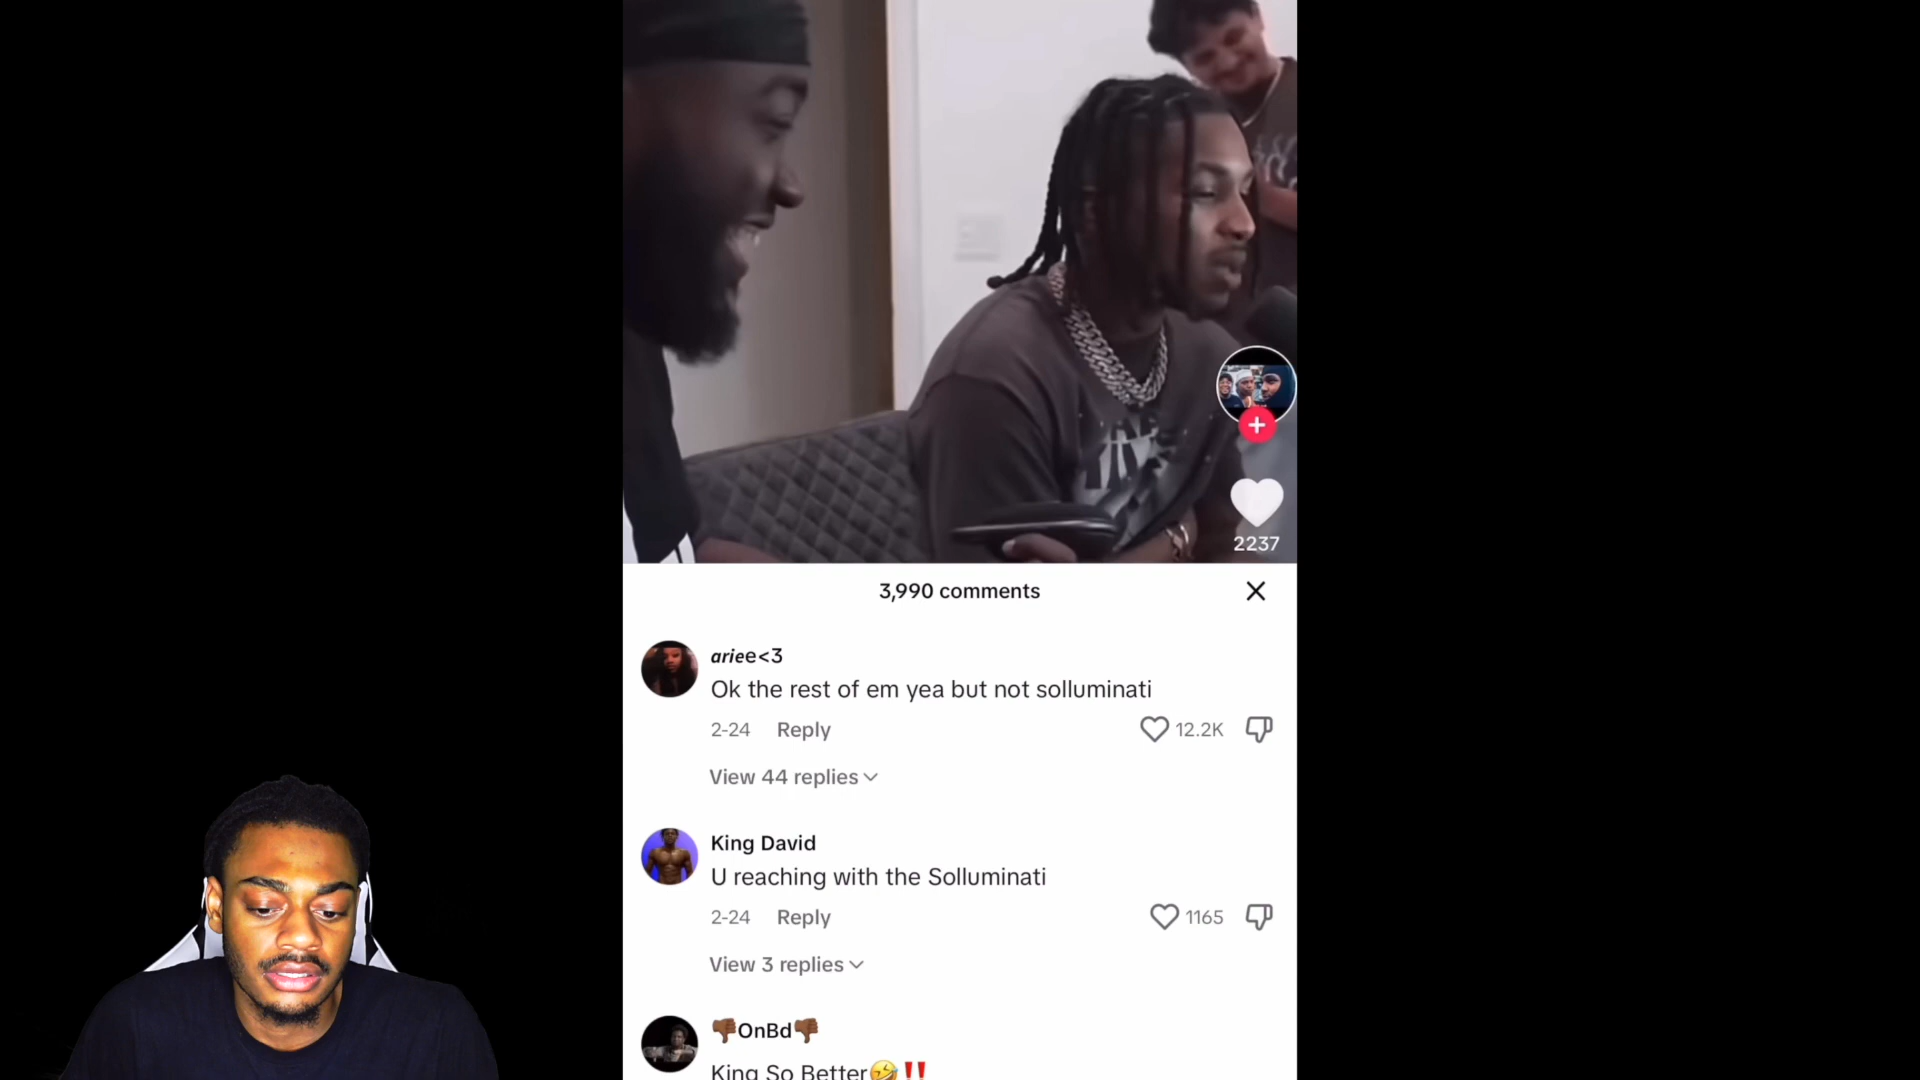 2237
3,990 comments
ariee<3
Ok the rest of em yea but not solluminati
2-24 Reply
12.2K
View 44 replies
King David
U reaching with the Solluminati
2-24 Reply
1165
View 3 replies
👎🏾OnBd👎🏾
King So Better🤣‼️